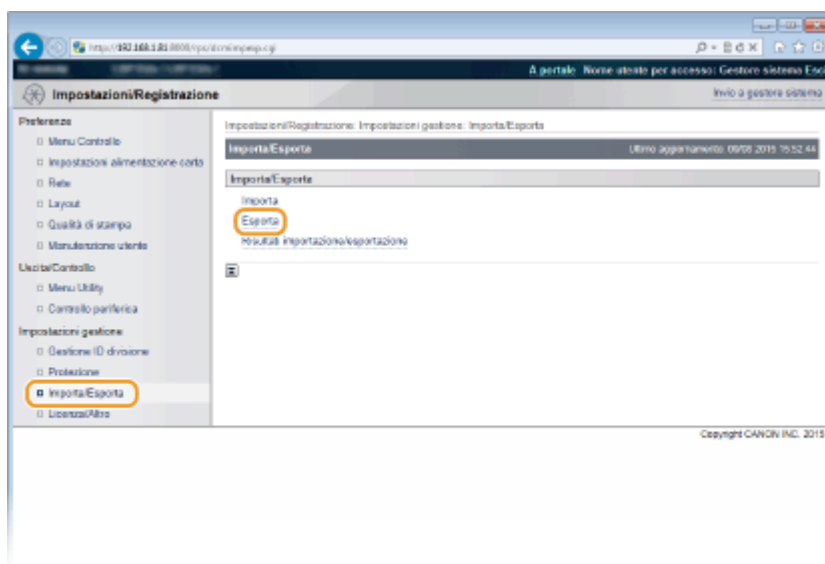 A portale Nome utente per accesso: Gestore sistema
Impostazioni/Registrazione
Invio a gestore sistema
Preferenze
Menu Controllo
Impostazioni alimentazione carta
Rete
Layout
Qualità di stampa
Manutenzione utente
Uscita/Controllo
Menu Utility
Controllo periferica
Impostazioni gestione
Gestione ID divisione
Protezione
Importa/Esporta
Licenza/Altro
Impostazioni/Registrazione: Impostazioni gestione: Importa/Esporta
Importa/Esporta
Ultimo aggiornamento: 2015 15:52:44
Importa/Esporta
Importa
Esporta
Risultati importazione/esportazione
Copyright CANON INC. 2015